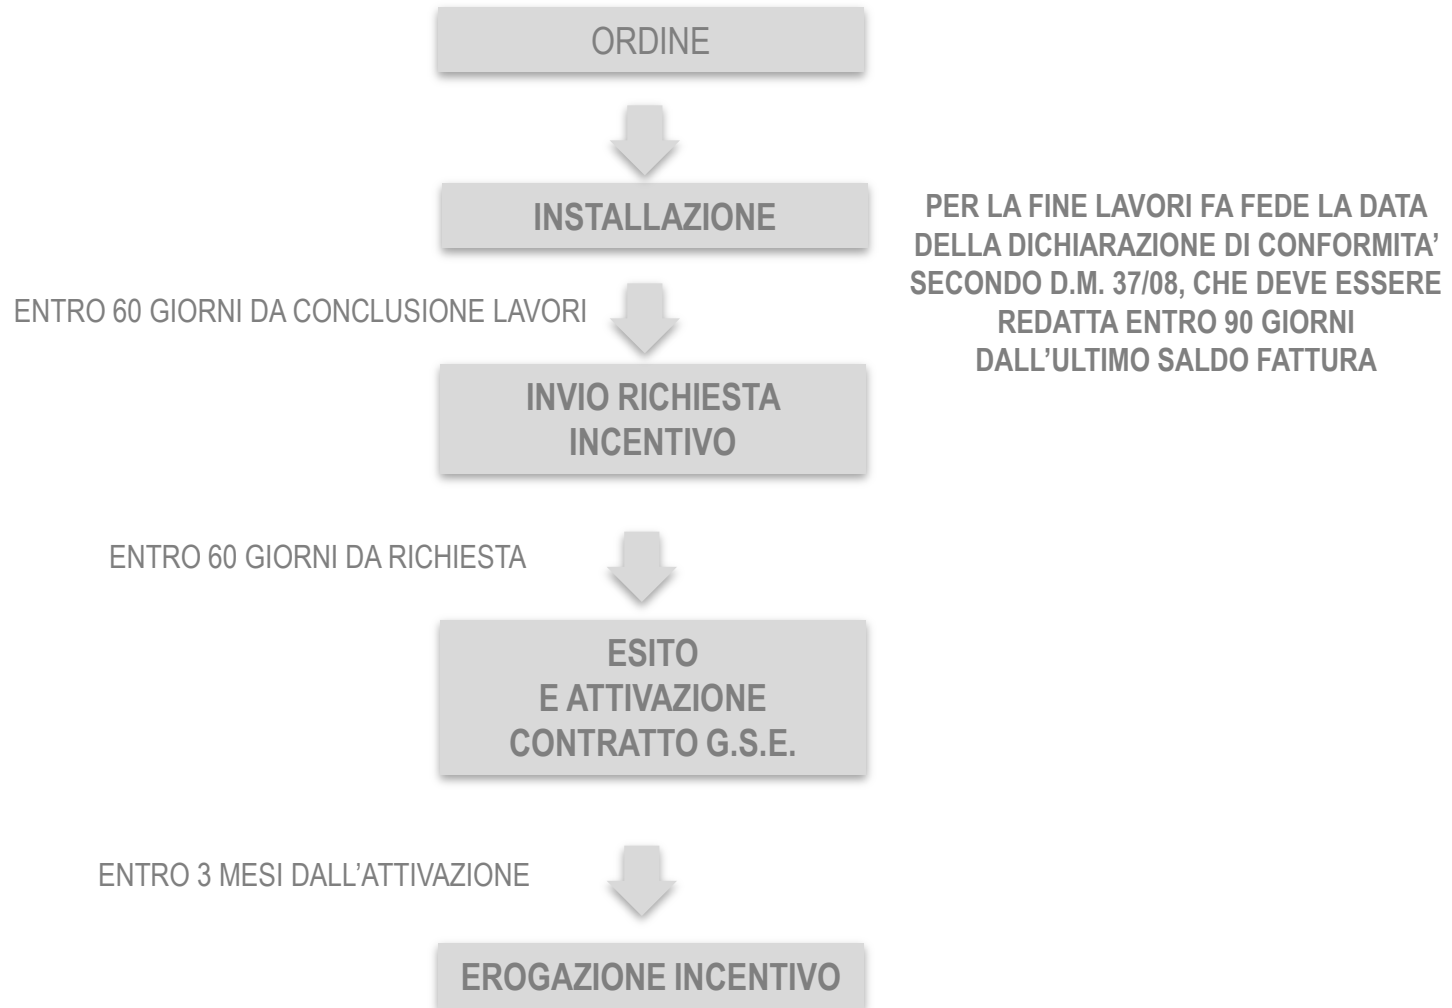 ORDINE
INSTALLAZIONE
PER LA FINE LAVORI FA FEDE LA DATA
DELLA DICHIARAZIONE DI CONFORMITA’
SECONDO D.M. 37/08, CHE DEVE ESSERE
REDATTA ENTRO 90 GIORNI
DALL’ULTIMO SALDO FATTURA
ENTRO 60 GIORNI DA CONCLUSIONE LAVORI
INVIO RICHIESTA
INCENTIVO
ENTRO 60 GIORNI DA RICHIESTA
ESITO
E ATTIVAZIONE
CONTRATTO G.S.E.
ENTRO 3 MESI DALL’ATTIVAZIONE
EROGAZIONE INCENTIVO